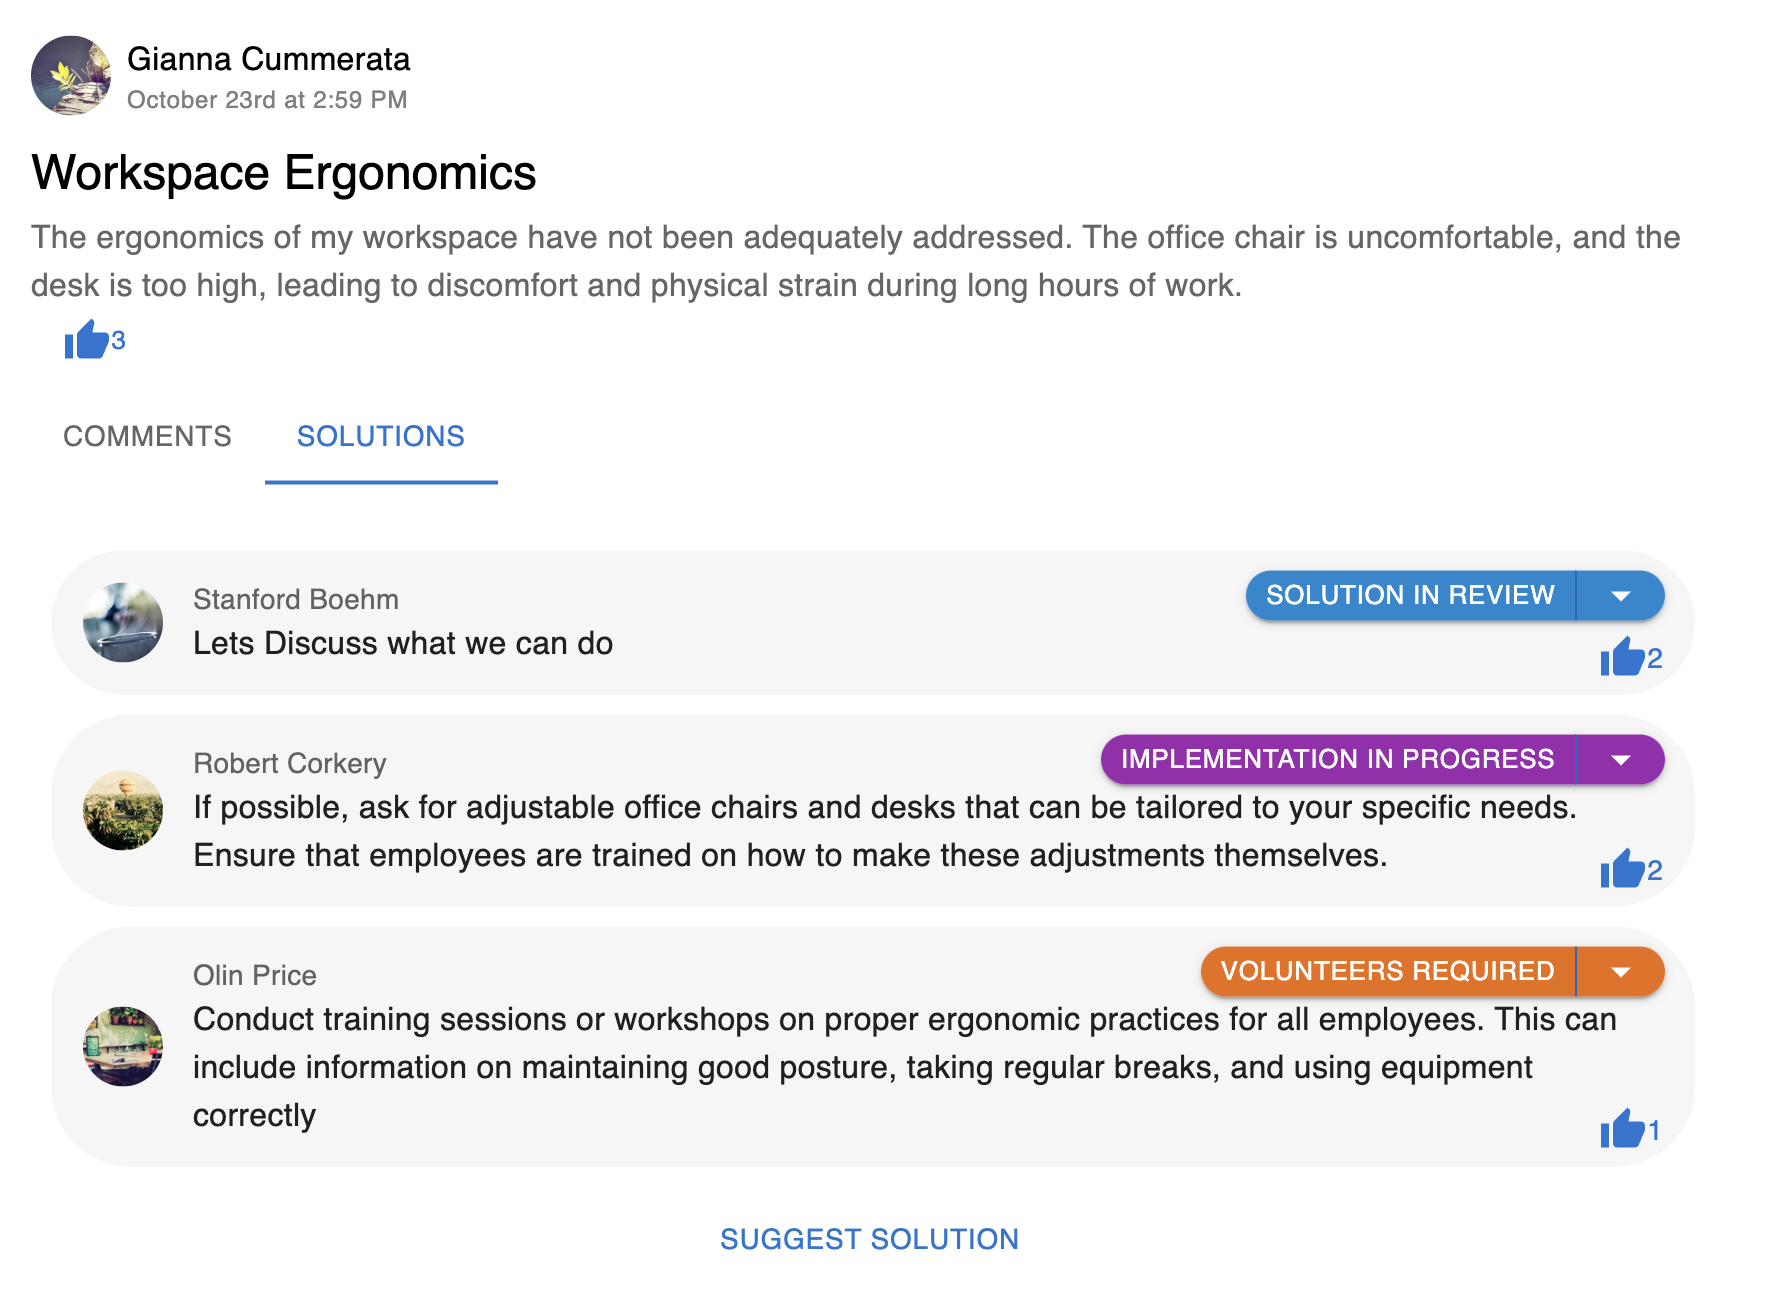 Gianna Cummerata
October 23rd at 2:59 PM
Workspace Ergonomics
The ergonomics of my workspace have not been adequately addressed. The office chair is uncomfortable, and the
desk is too high, leading to discomfort and physical strain during long hours of work.
3
COMMENTS SOLUTIONS
Stanford Boehm
SOLUTION IN REVIEW
Lets Discuss what we can do
2
Robert Corkery
IMPLEMENTATION IN PROGRESS
If possible, ask for adjustable office chairs and desks that can be tailored to your specific needs.
Ensure that employees are trained on how to make these adjustments themselves.
2
Olin Price
VOLUNTEERS REQUIRED
Conduct training sessions or workshops on proper ergonomic practices for all employees. This can
include information on maintaining good posture, taking regular breaks, and using equipment
correctly
1
SUGGEST SOLUTION